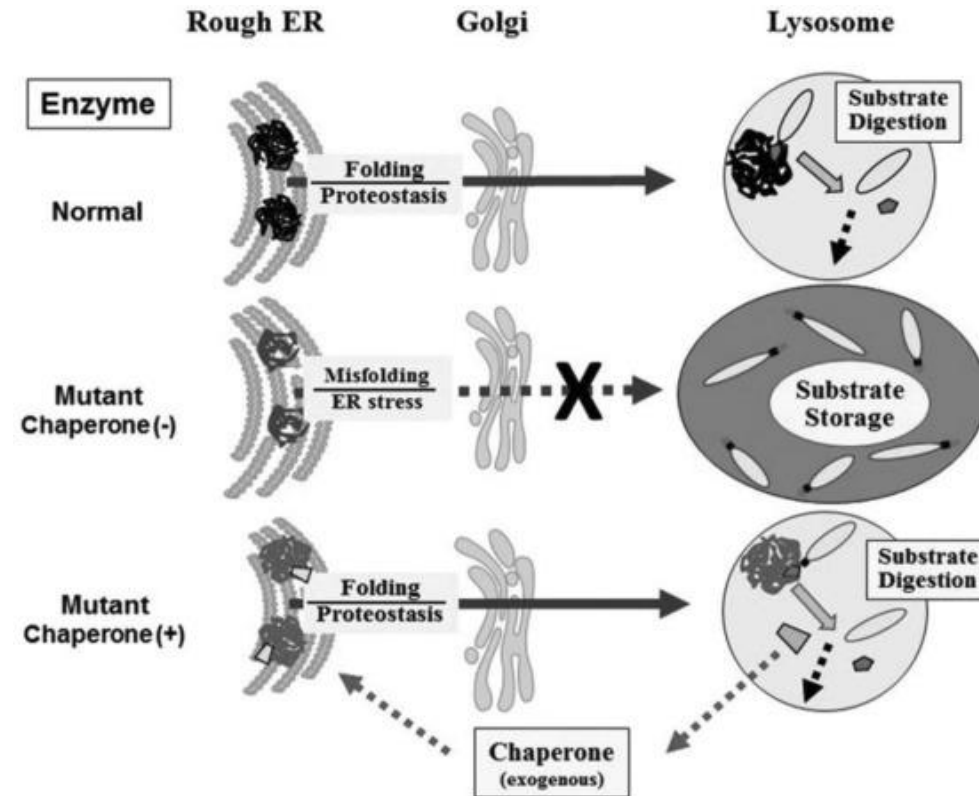 Rough ER
Golgi
Lysosome
Enzyme
Normal
Folding
Proteostasis
Substrate
Digestion
Mutant
Chaperone (-)
Misfolding
ER stress
X
Substrate
Storage
Mutant
Chaperone (+)
Folding
Proteostasis
Substrate
Digestion
Chaperone
(exogenous)